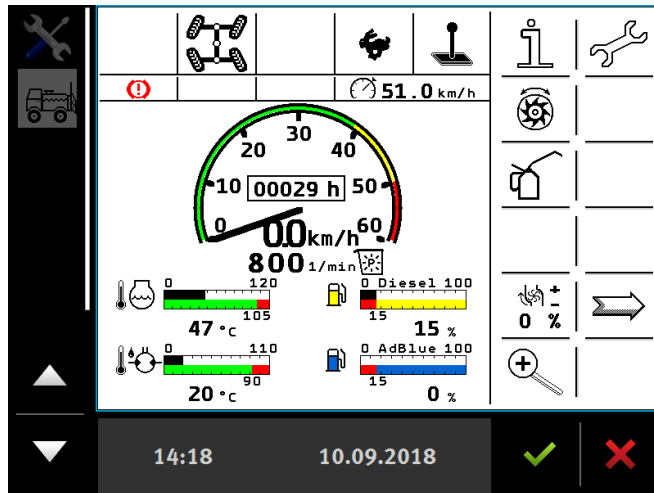 51.0 km/h
30
20 40
10 00029 h 50
0 60
00 km/h
800 1/min P
0 120
105
47 °C
0 Diesel 100
15
15 %
0 110
90
20 °C
0 AdBlue 100
15
0 %
i
+
-
0 %
14:18 10.09.2018